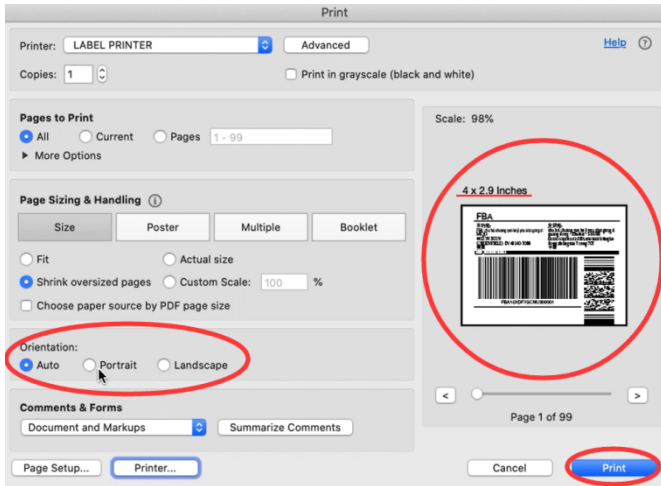 Print
Printer: LABEL PRINTER Advanced Help ?
Copies: 1 Print in grayscale (black and white)
Pages to Print
All Current Pages 1 - 99
More Options
Scale: 98%
4 x 2.9 Inches
FBA
Page Sizing & Handling i
Size Poster Multiple Booklet
Fit Actual size
Shrink oversized pages Custom Scale: 100 %
Choose paper source by PDF page size
Orientation:
Auto Portrait Landscape
< >
Page 1 of 99
Comments & Forms
Document and Markups Summarize Comments
Page Setup... Printer... Cancel Print